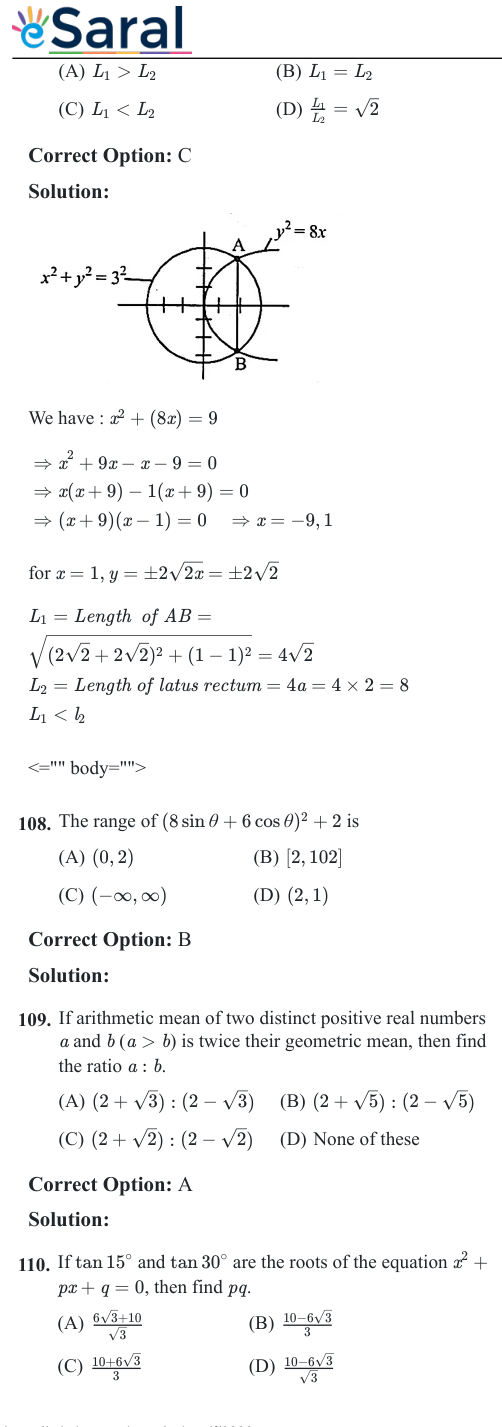 eSaral
(A) L₁ > L₂ (B) L₁ = L₂
(C) L₁ < L₂ (D) L₁/L₂ = √2
Correct Option: C
Solution:
y² = 8x
A
x² + y² = 3²
B
We have : x² + (8x) = 9
⇒ x² + 9x − x − 9 = 0
⇒ x(x + 9) − 1(x + 9) = 0
⇒ (x + 9)(x − 1) = 0 ⇒ x = −9, 1
for x = 1, y = ±2√2x = ±2√2
L₁ = Length of AB =
√((2√2 + 2√2)² + (1 − 1)²) = 4√2
L₂ = Length of latus rectum = 4a = 4 × 2 = 8
L₁ < l₂
<="" body="">
108. The range of (8 sin θ + 6 cos θ)² + 2 is
(A) (0, 2) (B) [2, 102]
(C) (−∞, ∞) (D) (2, 1)
Correct Option: B
Solution:
109. If arithmetic mean of two distinct positive real numbers
a and b (a > b) is twice their geometric mean, then find
the ratio a : b.
(A) (2 + √3) : (2 − √3) (B) (2 + √5) : (2 − √5)
(C) (2 + √2) : (2 − √2) (D) None of these
Correct Option: A
Solution:
110. If tan 15° and tan 30° are the roots of the equation x² +
px + q = 0, then find pq.
(A) (6√3+10)/√3 (B) (10−6√3)/3
(C) (10+6√3)/3 (D) (10−6√3)/√3